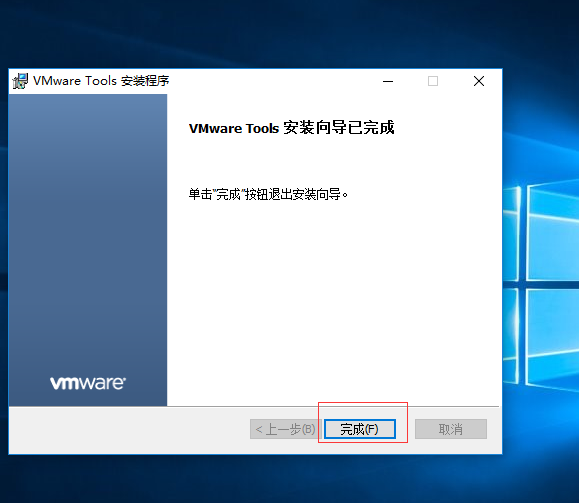 VMware Tools 安装程序
VMware Tools 安装向导已完成
单击"完成"按钮退出安装向导。
vmware®
< 上一步(B)
完成(F)
取消